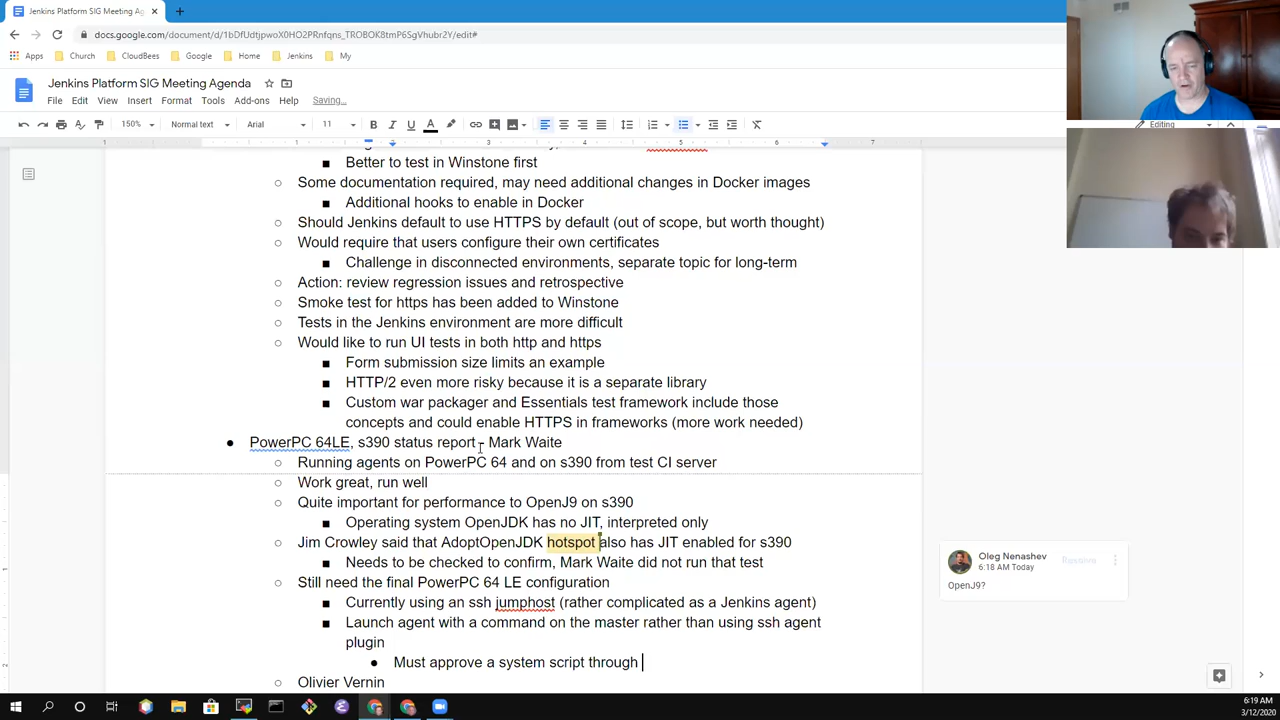 Jenkins Platform SIG Meeting Age
docs.google.com/document/d/1bDfUdtjpwoX0HO2PRnfqns_TROBOK8tmP6SgVhubr2Y/edit#
Apps Church CloudBees Google Home Jenkins My
Jenkins Platform SIG Meeting Agenda
File Edit View Insert Format Tools Add-ons Help Saving...
150% Normal text Arial 11 Editing
1 1 2 3 4 5 6 7
■ Better to test in Winstone first
○ Some documentation required, may need additional changes in Docker images
■ Additional hooks to enable in Docker
○ Should Jenkins default to use HTTPS by default (out of scope, but worth thought)
○ Would require that users configure their own certificates
■ Challenge in disconnected environments, separate topic for long-term
○ Action: review regression issues and retrospective
○ Smoke test for https has been added to Winstone
○ Tests in the Jenkins environment are more difficult
○ Would like to run UI tests in both http and https
■ Form submission size limits an example
■ HTTP/2 even more risky because it is a separate library
■ Custom war packager and Essentials test framework include those
concepts and could enable HTTPS in frameworks (more work needed)
● PowerPC 64LE, s390 status report - Mark Waite
○ Running agents on PowerPC 64 and on s390 from test CI server
○ Work great, run well
○ Quite important for performance to OpenJ9 on s390
■ Operating system OpenJDK has no JIT, interpreted only
○ Jim Crowley said that AdoptOpenJDK hotspot also has JIT enabled for s390
■ Needs to be checked to confirm, Mark Waite did not run that test
○ Still need the final PowerPC 64 LE configuration
■ Currently using an ssh jumphost (rather complicated as a Jenkins agent)
■ Launch agent with a command on the master rather than using ssh agent
plugin
● Must approve a system script through
○ Olivier Vernin
Oleg Nenashev
6:18 AM Today
OpenJ9?
6:19 AM
3/12/2020